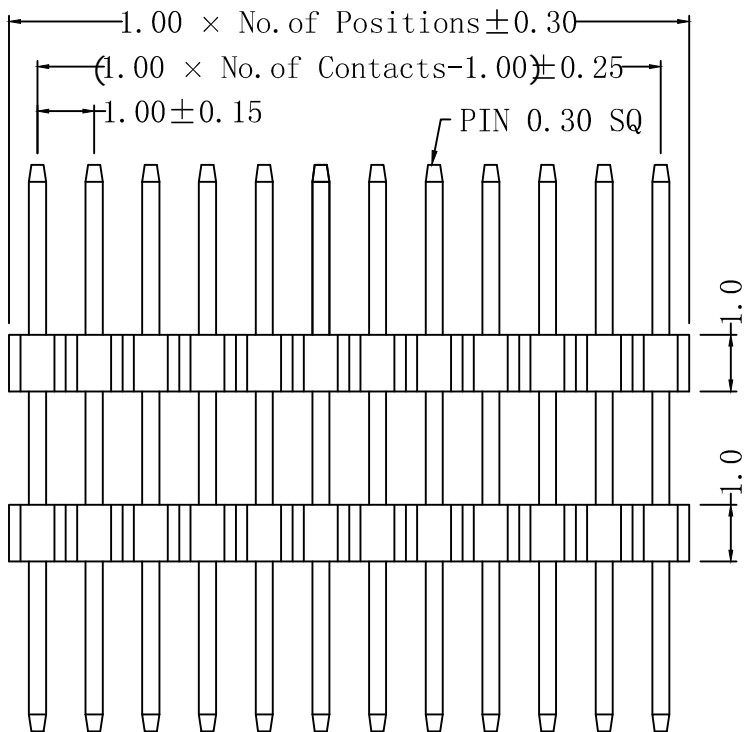 1.00 × No.of Positions±0.30
(1.00 × No.of Contacts-1.00)±0.25
1.00±0.15
PIN 0.30 SQ
1.0
1.0